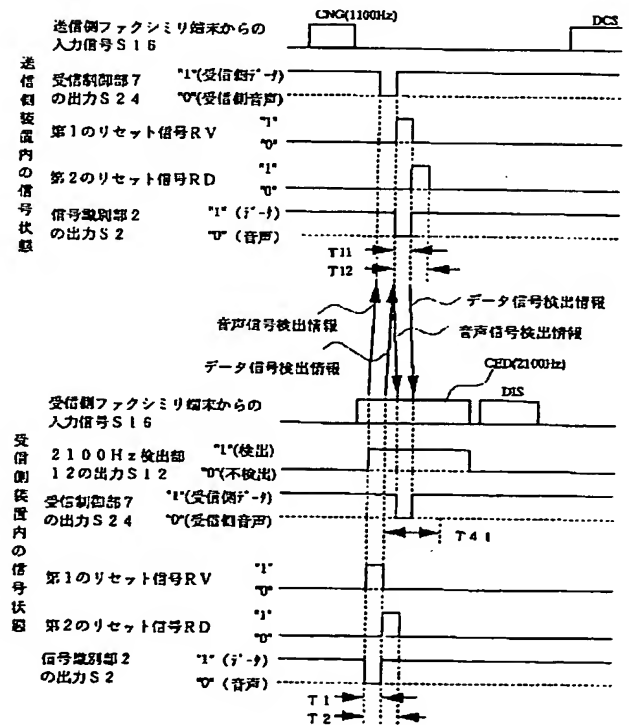 CNG(1100Hz)
DCS
送信側ファクシミリ端末からの
入力信号S16
送信側装置内の信号状態
受信制御部7
の出力S24
"1"(受信側データ)
"0"(受信側音声)
第1のリセット信号RV
"1"
"0"
第2のリセット信号RD
"1"
"0"
信号識別部2
の出力S2
"1"(データ)
"0"(音声)
T11
T12
データ信号検出情報
音声信号検出情報
音声信号検出情報
データ信号検出情報
CED(2100Hz)
DIS
受信側ファクシミリ端末からの
入力信号S16
受信側装置内の信号状態
2100Hz検出部
12の出力S12
"1"(検出)
"0"(不検出)
受信制御部7
の出力S24
"1"(受信側データ)
"0"(受信側音声)
T41
第1のリセット信号RV
"1"
"0"
第2のリセット信号RD
"1"
"0"
信号識別部2
の出力S2
"1"(データ)
"0"(音声)
T1
T2